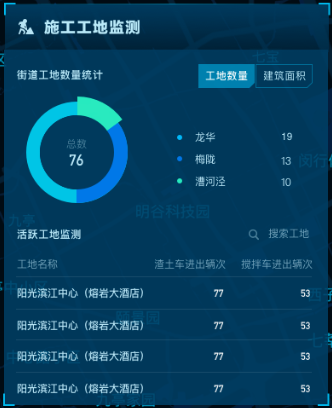 施工工地监测
街道工地数量统计 工地数量 建筑面积
总数
76
龙华 19
梅陇 13
漕河泾 10
明谷科技园
活跃工地监测 搜索工地
工地名称 渣土车进出辆次 搅拌车进出辆次
阳光滨江中心（熔岩大酒店） 77 53
阳光滨江中心（熔岩大酒店） 77 53
阳光滨江中心（熔岩大酒店） 77 53
阳光滨江中心（熔岩大酒店） 77 53